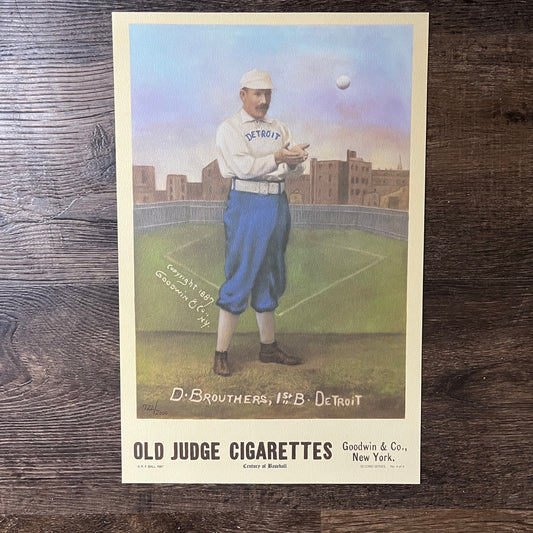 DETROIT
Copyright 1887
Goodwin & Co.
N.Y.
D. BROUTHERS, 1st B. DETROIT
OLD JUDGE CIGARETTES
Goodwin & Co.,
New York.
Century of Baseball